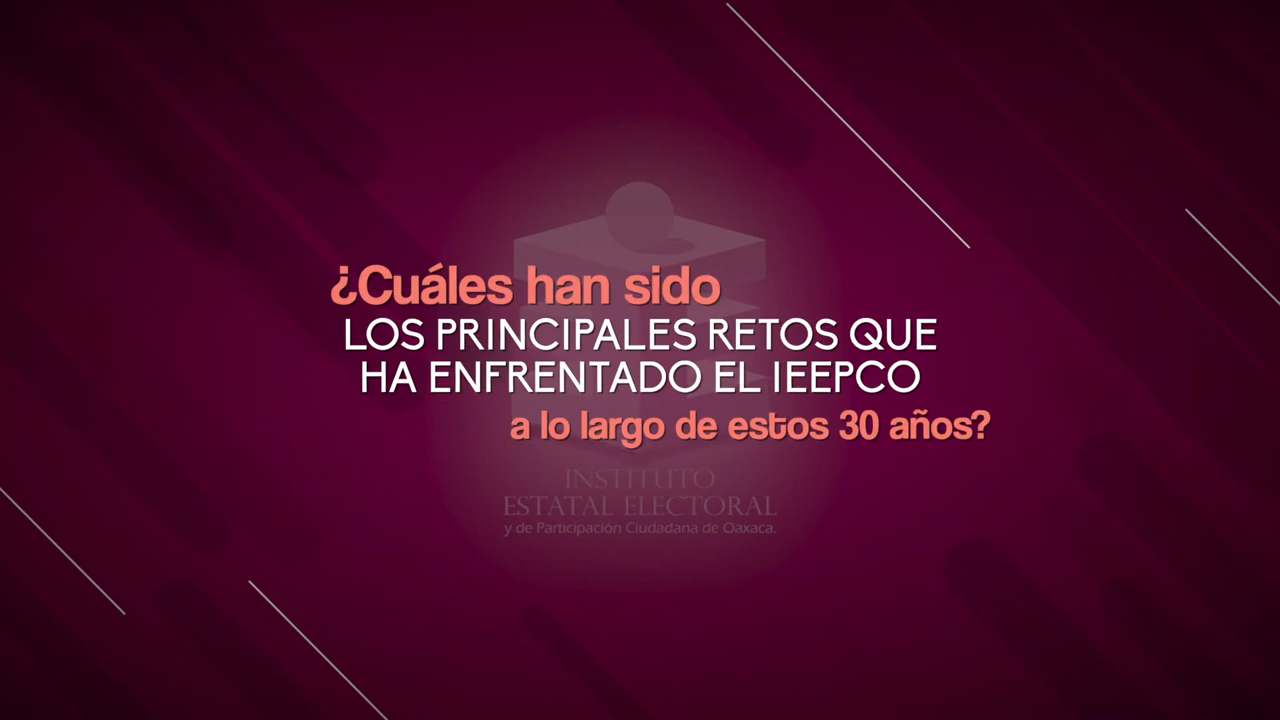 ¿Cuáles han sido
LOS PRINCIPALES RETOS QUE
HA ENFRENTADO EL IEEPCO
a lo largo de estos 30 años?
INSTITUTO
ESTATAL ELECTORAL
y de Participación Ciudadana de Oaxaca.